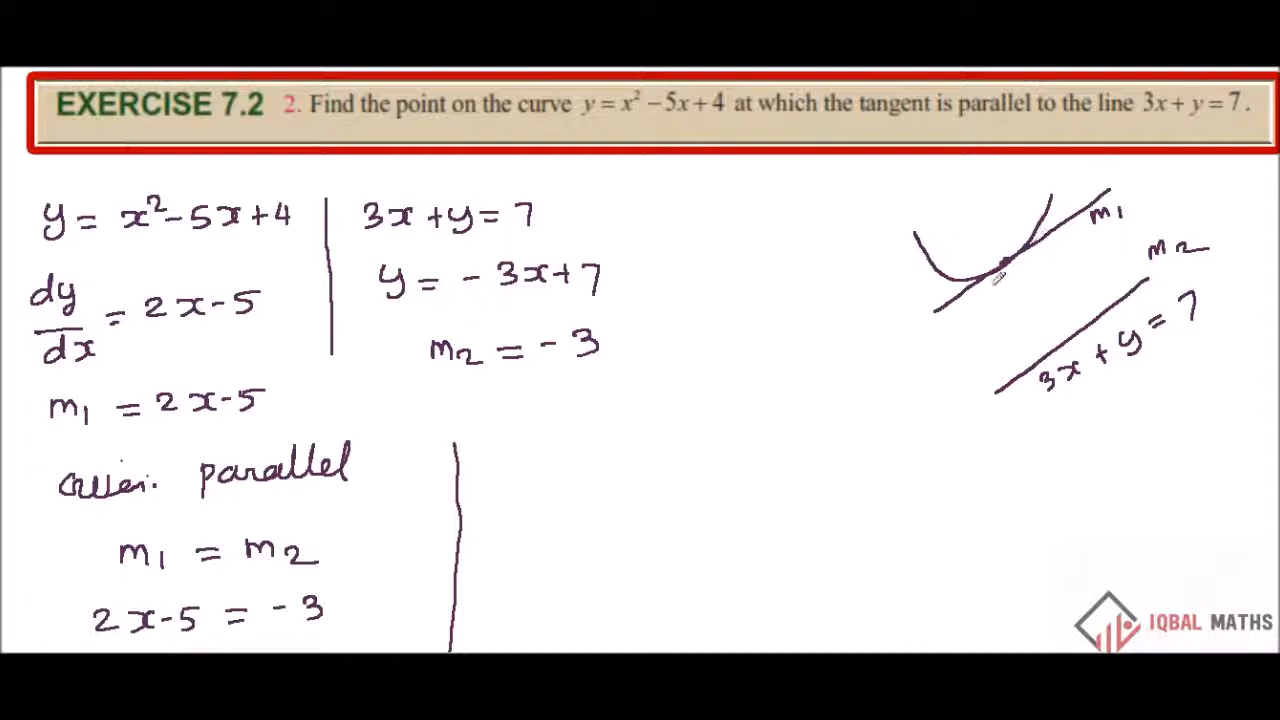 EXERCISE 7.2 2. Find the point on the curve y = x² − 5x + 4 at which the tangent is parallel to the line 3x + y = 7 .
y = x² - 5x + 4
dy/dx = 2x - 5
m₁ = 2x - 5
3x + y = 7
y = - 3x + 7
m₂ = - 3
m₁
m₂
3x + y = 7
parallel
m₁ = m₂
2x - 5 = - 3
IQBAL MATHS